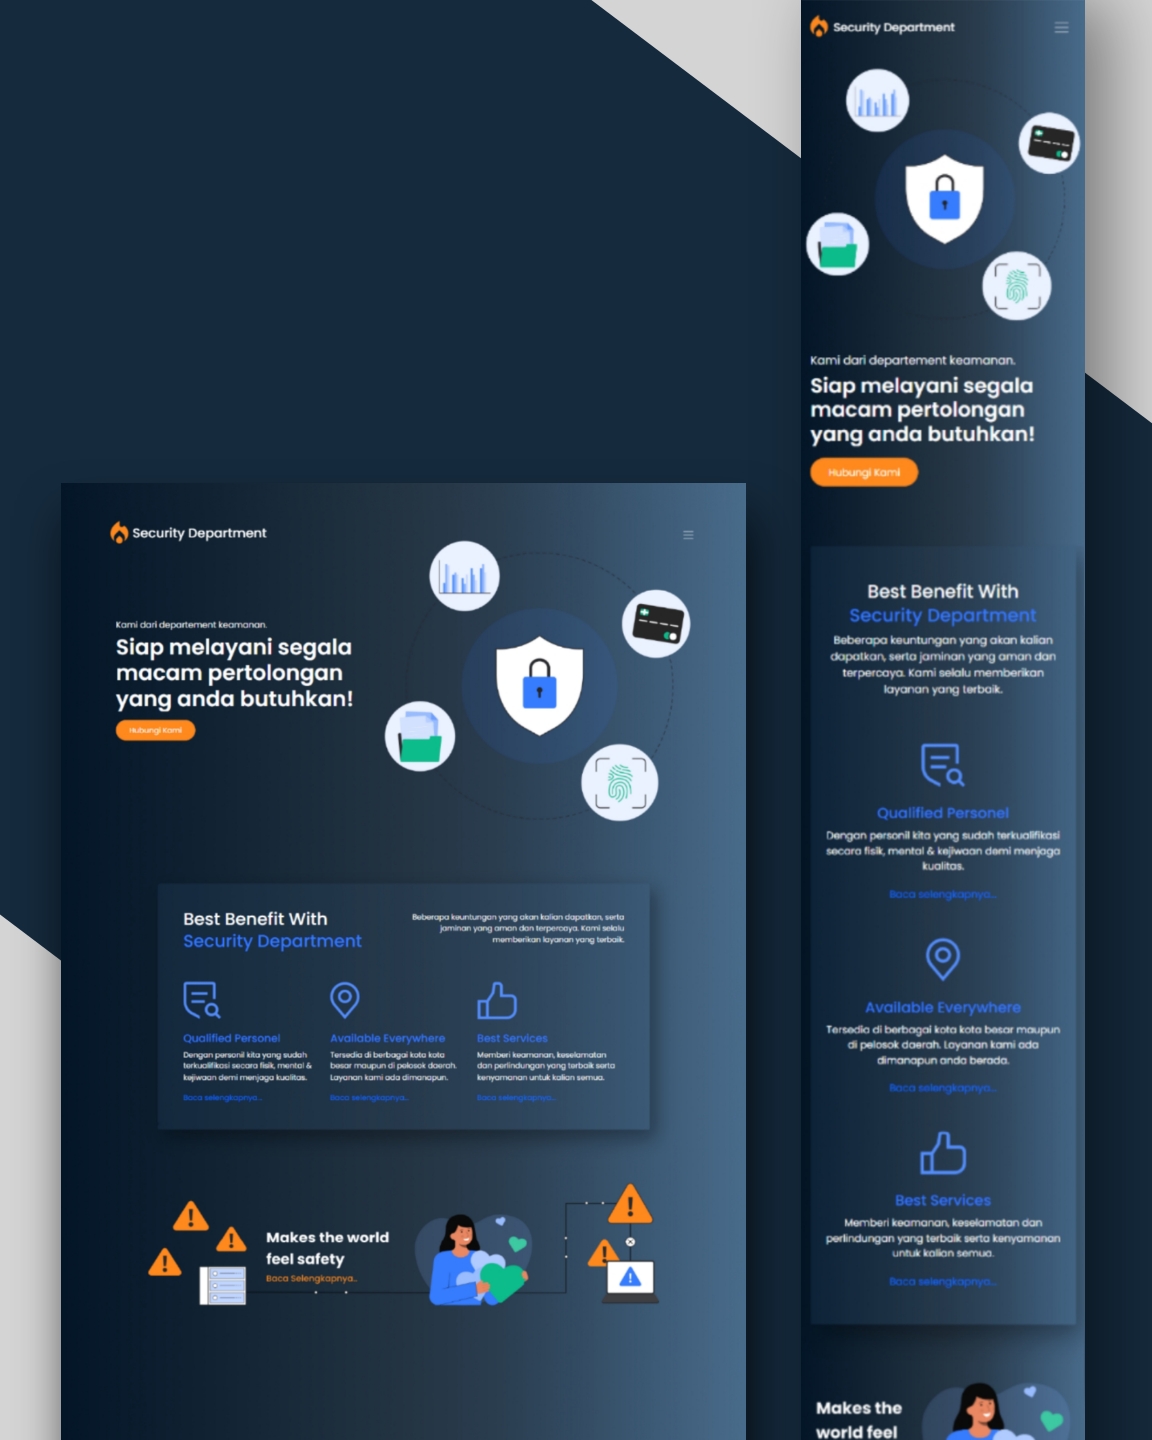 Security Department
Kami dari departement keamanan.
Siap melayani segala
macam pertolongan
yang anda butuhkan!
Hubungi Kami
Best Benefit With
Security Department
Beberapa keuntungan yang akan kalian dapatkan, serta
jaminan yang aman dan terpercaya. Kami selalu
memberikan layanan yang terbaik.
Qualified Personel
Dengan personil kita yang sudah
terkualifikasi secara fisik, mental &
kejiwaan demi menjaga kualitas.
Baca selengkapnya...
Available Everywhere
Tersedia di berbagai kota kota
besar maupun di pelosok daerah.
Layanan kami ada dimanapun.
Baca selengkapnya...
Best Services
Memberi keamanan, keselamatan
dan perlindungan yang terbaik serta
kenyamanan untuk kalian semua.
Baca selengkapnya...
Makes the world
feel safety
Baca Selengkapnya..
Security Department
Kami dari departement keamanan.
Siap melayani segala
macam pertolongan
yang anda butuhkan!
Hubungi Kami
Best Benefit With
Security Department
Beberapa keuntungan yang akan kalian
dapatkan, serta jaminan yang aman dan
terpercaya. Kami selalu memberikan
layanan yang terbaik.
Qualified Personel
Dengan personil kita yang sudah terkualifikasi
secara fisik, mental & kejiwaan demi menjaga
kualitas.
Baca selengkapnya...
Available Everywhere
Tersedia di berbagai kota kota besar maupun
di pelosok daerah. Layanan kami ada
dimanapun anda berada.
Baca selengkapnya...
Best Services
Memberi keamanan, keselamatan dan
perlindungan yang terbaik serta kenyamanan
untuk kalian semua.
Baca selengkapnya...
Makes the
world feel